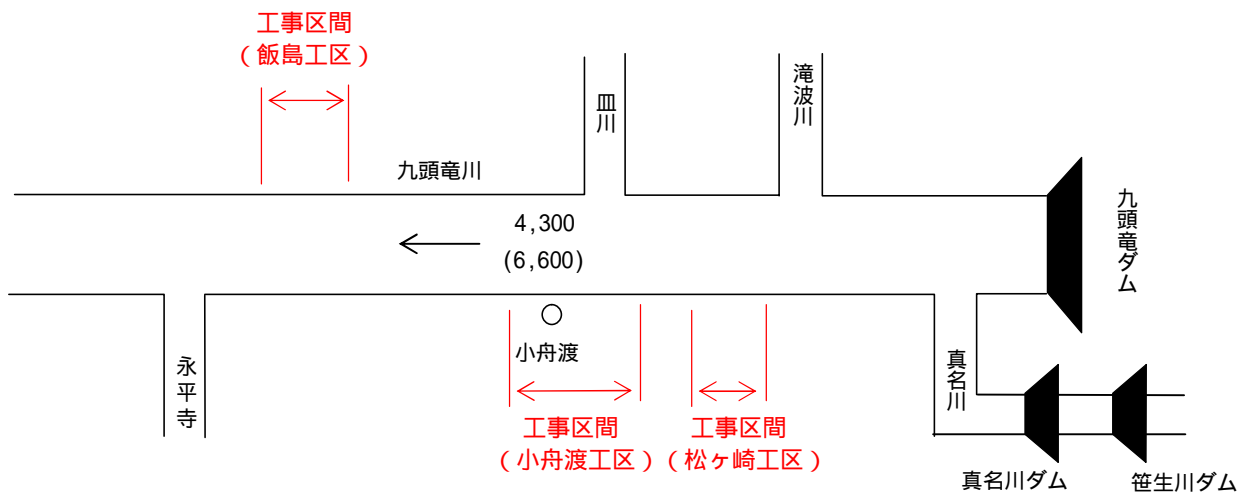 工事区間
（飯島工区）
皿川
滝波川
九頭竜川
九頭竜ダム
4,300
(6,600)
小舟渡
永平寺
真名川
工事区間
（小舟渡工区）
工事区間
（松ヶ崎工区）
真名川ダム
笹生川ダム